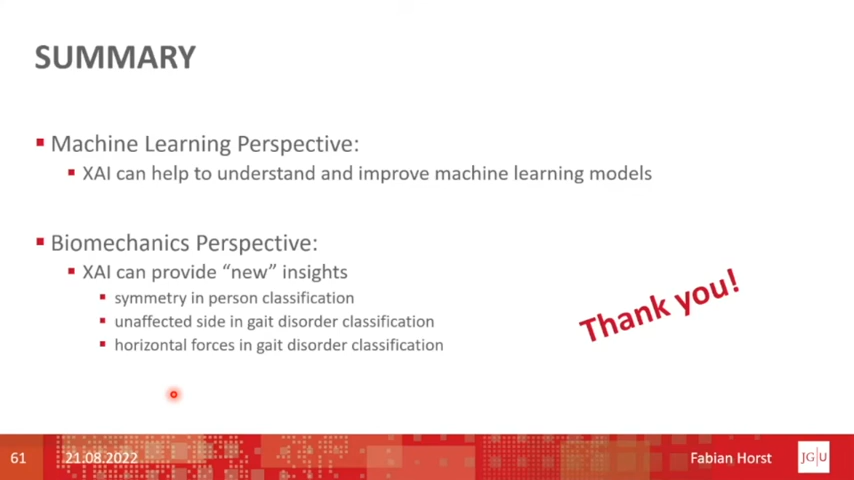 SUMMARY
Machine Learning Perspective:
XAI can help to understand and improve machine learning models
Biomechanics Perspective:
XAI can provide “new” insights
symmetry in person classification
unaffected side in gait disorder classification
horizontal forces in gait disorder classification
Thank you!
61
21.08.2022
Fabian Horst
JG|U